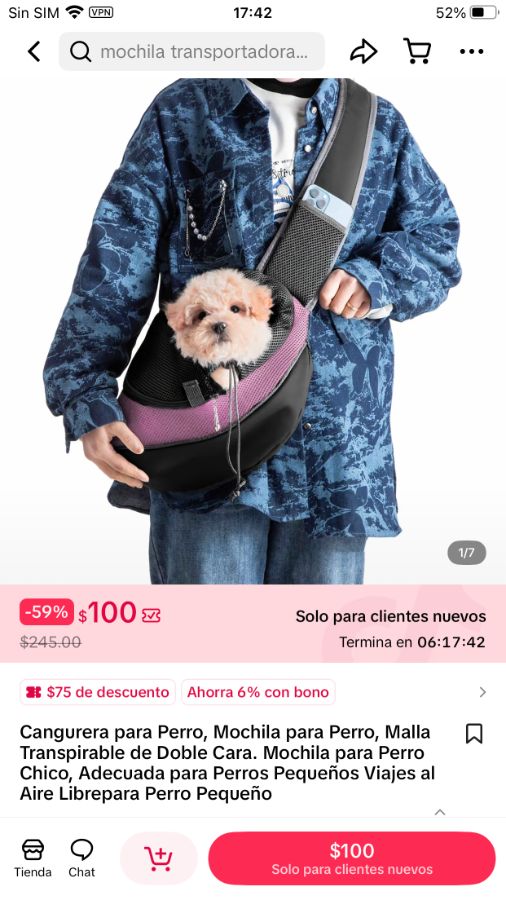 Sin SIM VPN 17:42 52%
mochila transportadora...
1/7
-59% $100
Solo para clientes nuevos
$245.00
Termina en 06:17:42
$75 de descuento
Ahorra 6% con bono
Cangurera para Perro, Mochila para Perro, Malla
Transpirable de Doble Cara. Mochila para Perro
Chico, Adecuada para Perros Pequeños Viajes al
Aire Librepara Perro Pequeño
Tienda
Chat
$100
Solo para clientes nuevos